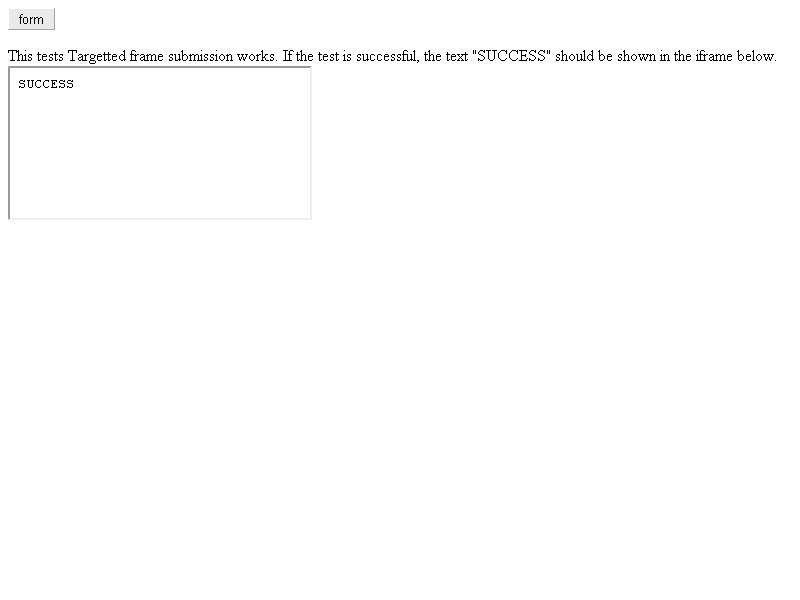 form
This tests Targetted frame submission works. If the test is successful, the text "SUCCESS" should be shown in the iframe below.
SUCCESS